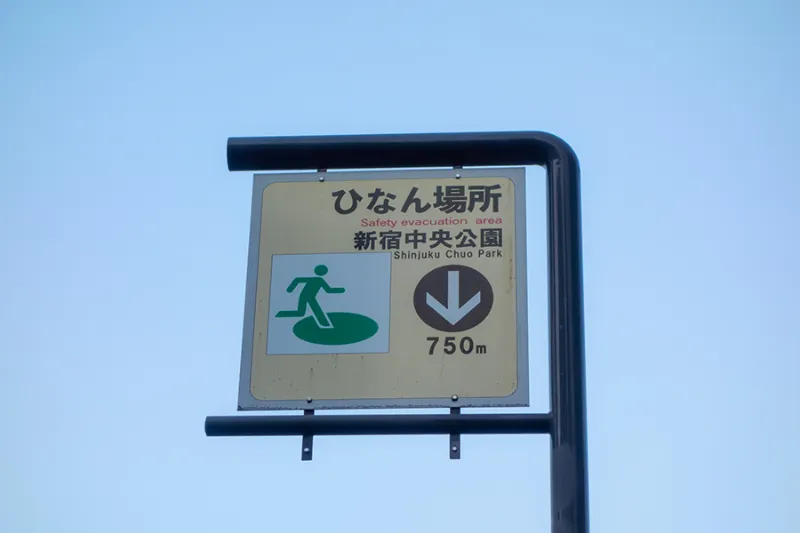 ひなん場所
Safety evacuation area
新宿中央公園
Shinjuku Chuo Park
750m